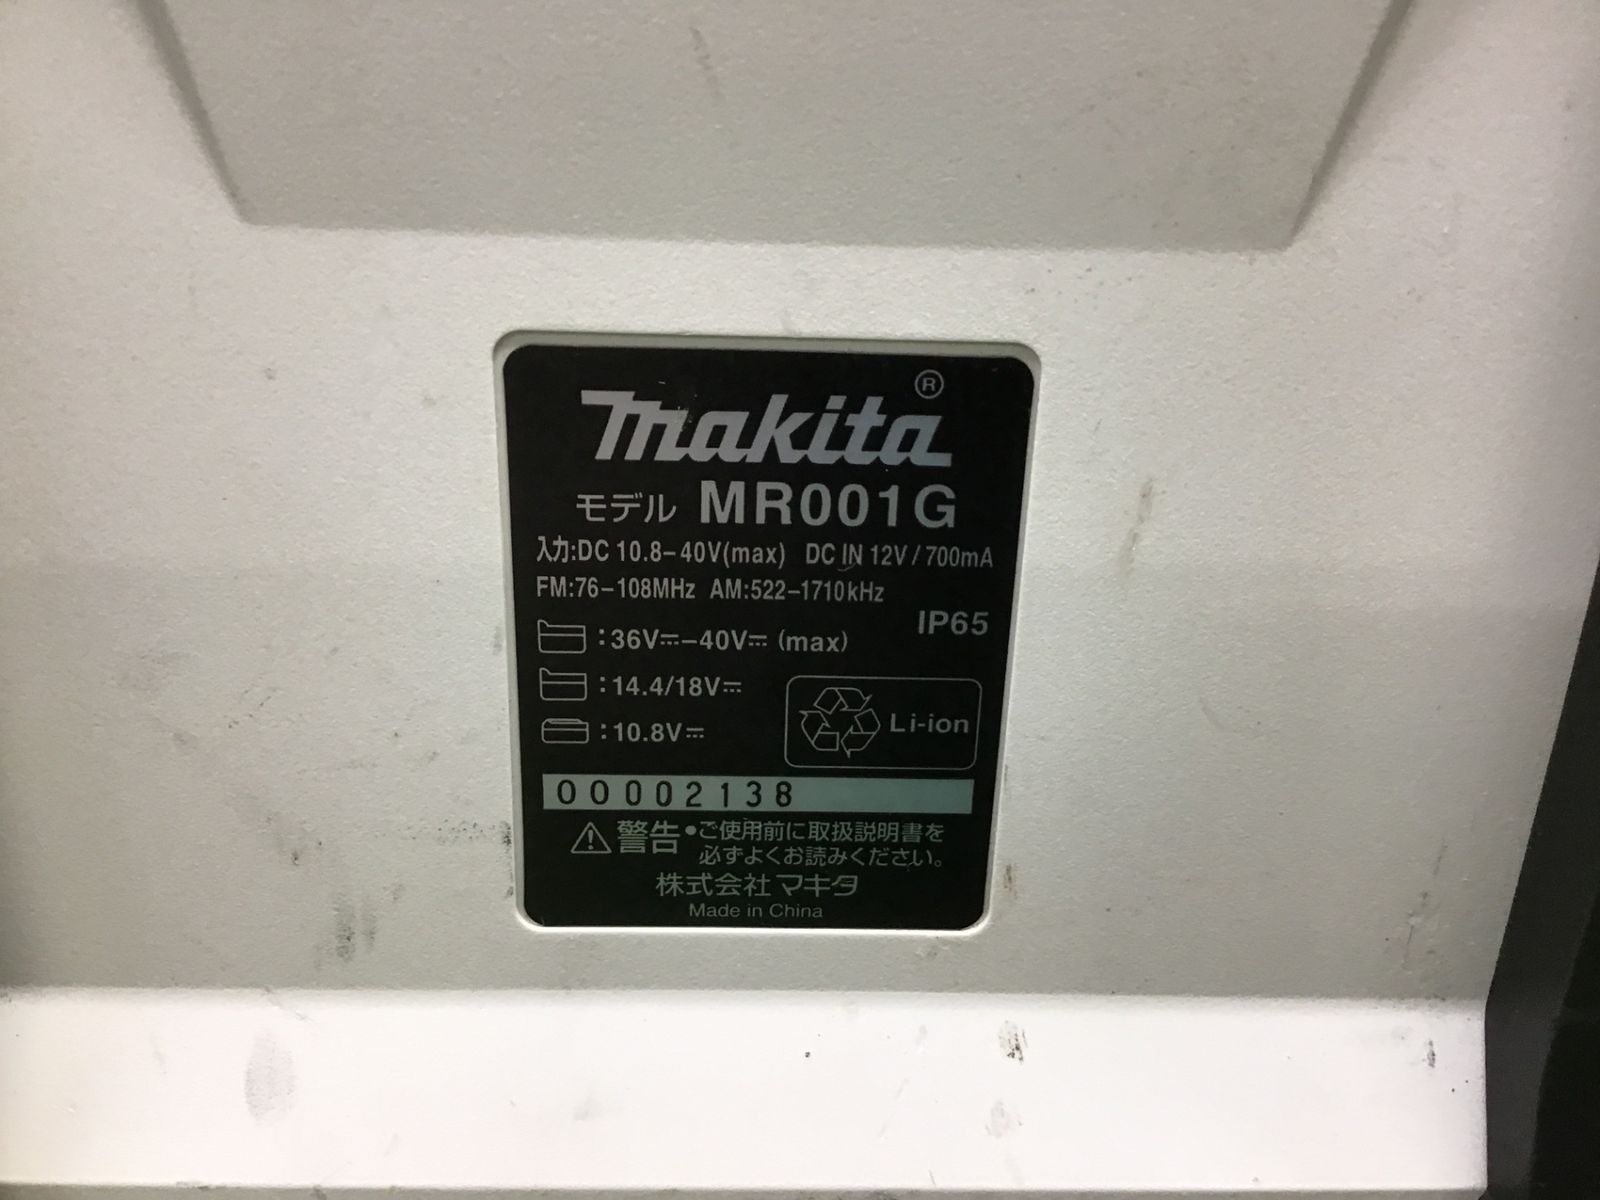 makita®
モデル MR001G
入力:DC 10.8-40V(max) DC IN 12V/700mA
FM:76-108MHz AM:522-1710kHz
IP65
:36V⎓-40V⎓ (max)
:14.4/18V⎓
:10.8V⎓
Li-ion
00002138
⚠警告 •ご使用前に取扱説明書を
必ずよくお読みください。
株式会社マキタ
Made in China